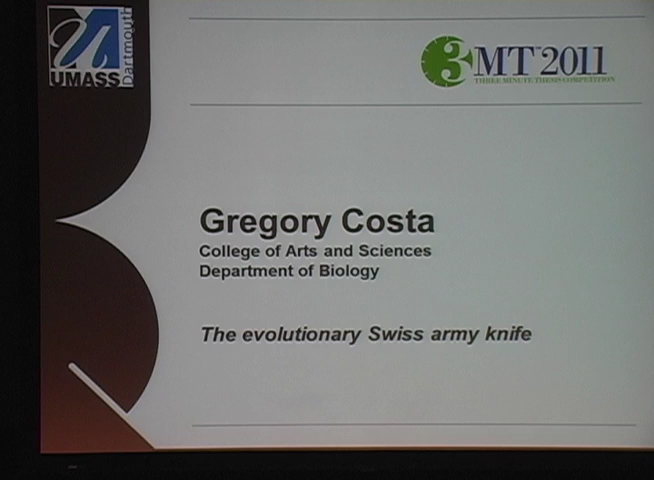 UMASS
Dartmouth
3MT™ 2011
THREE MINUTE THESIS COMPETITION
Gregory Costa
College of Arts and Sciences
Department of Biology
The evolutionary Swiss army knife